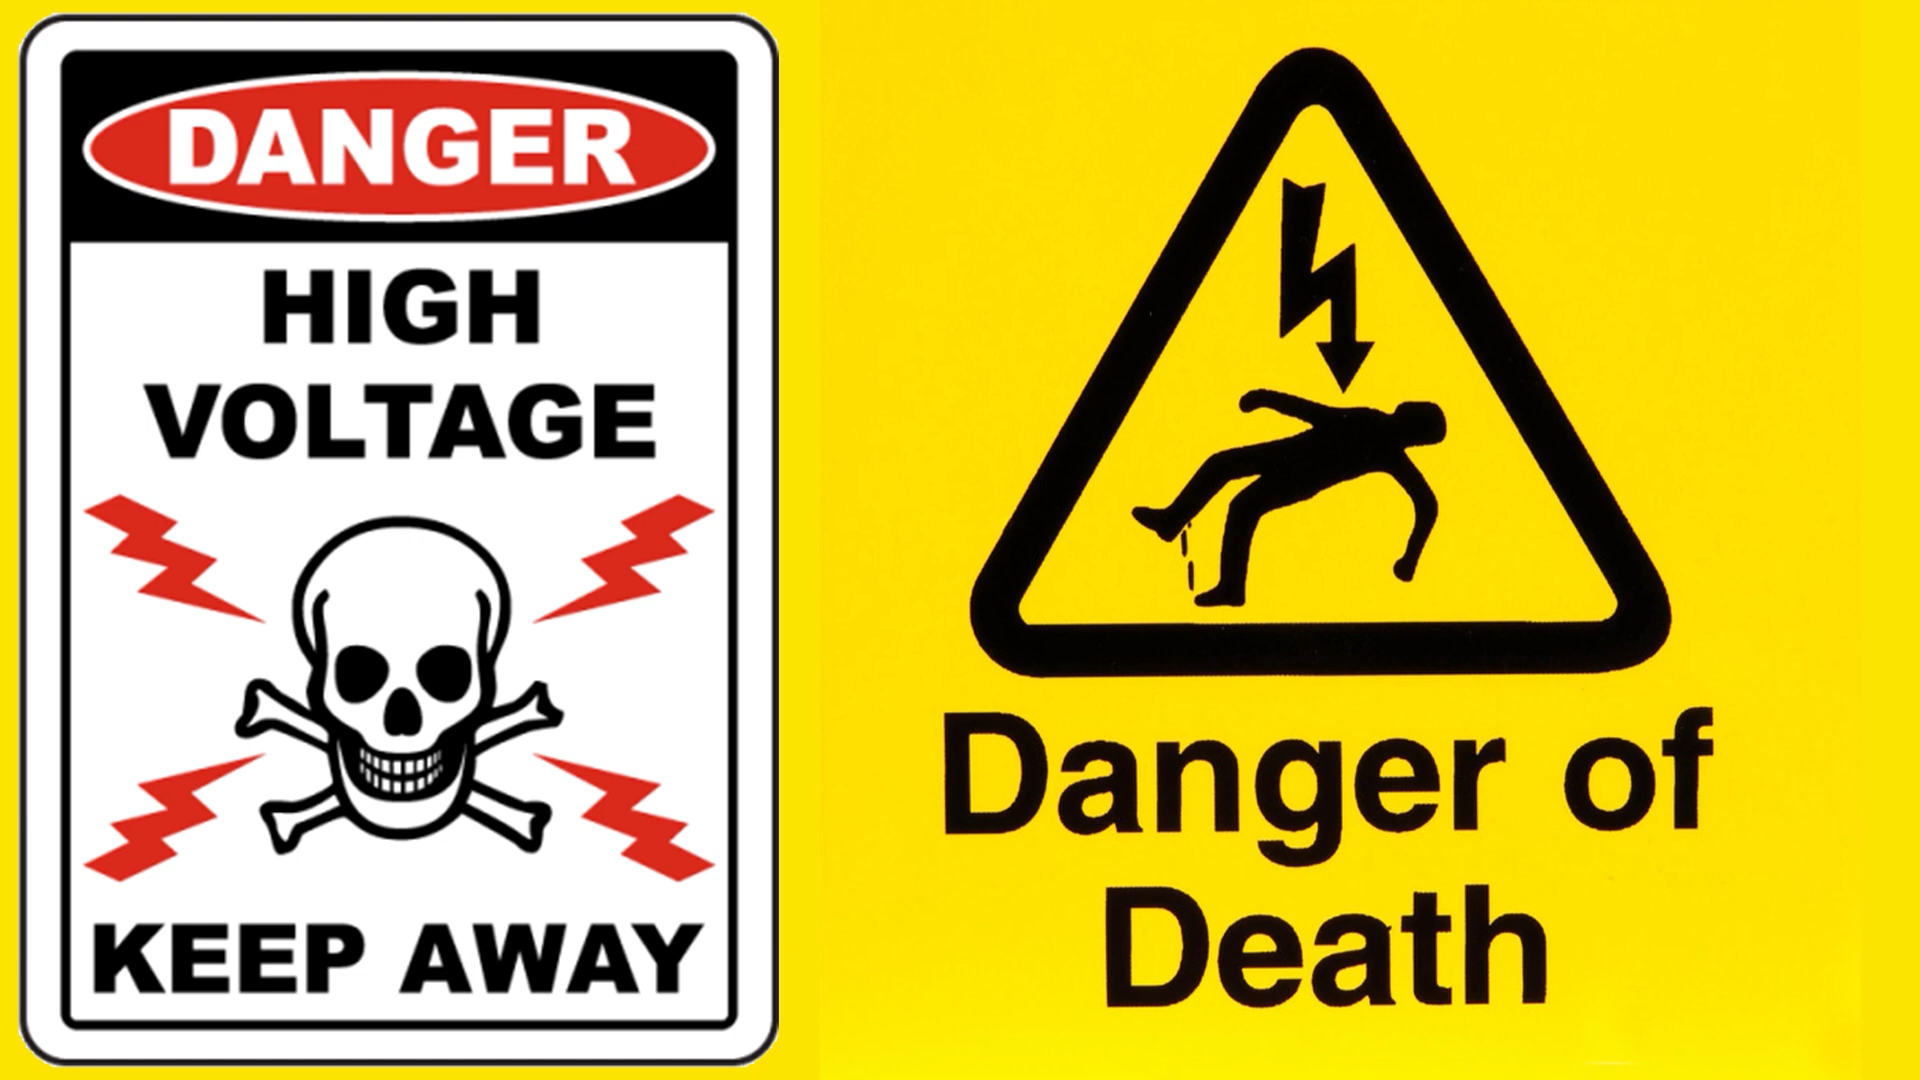 DANGER
HIGH
VOLTAGE
KEEP AWAY
Danger of
Death